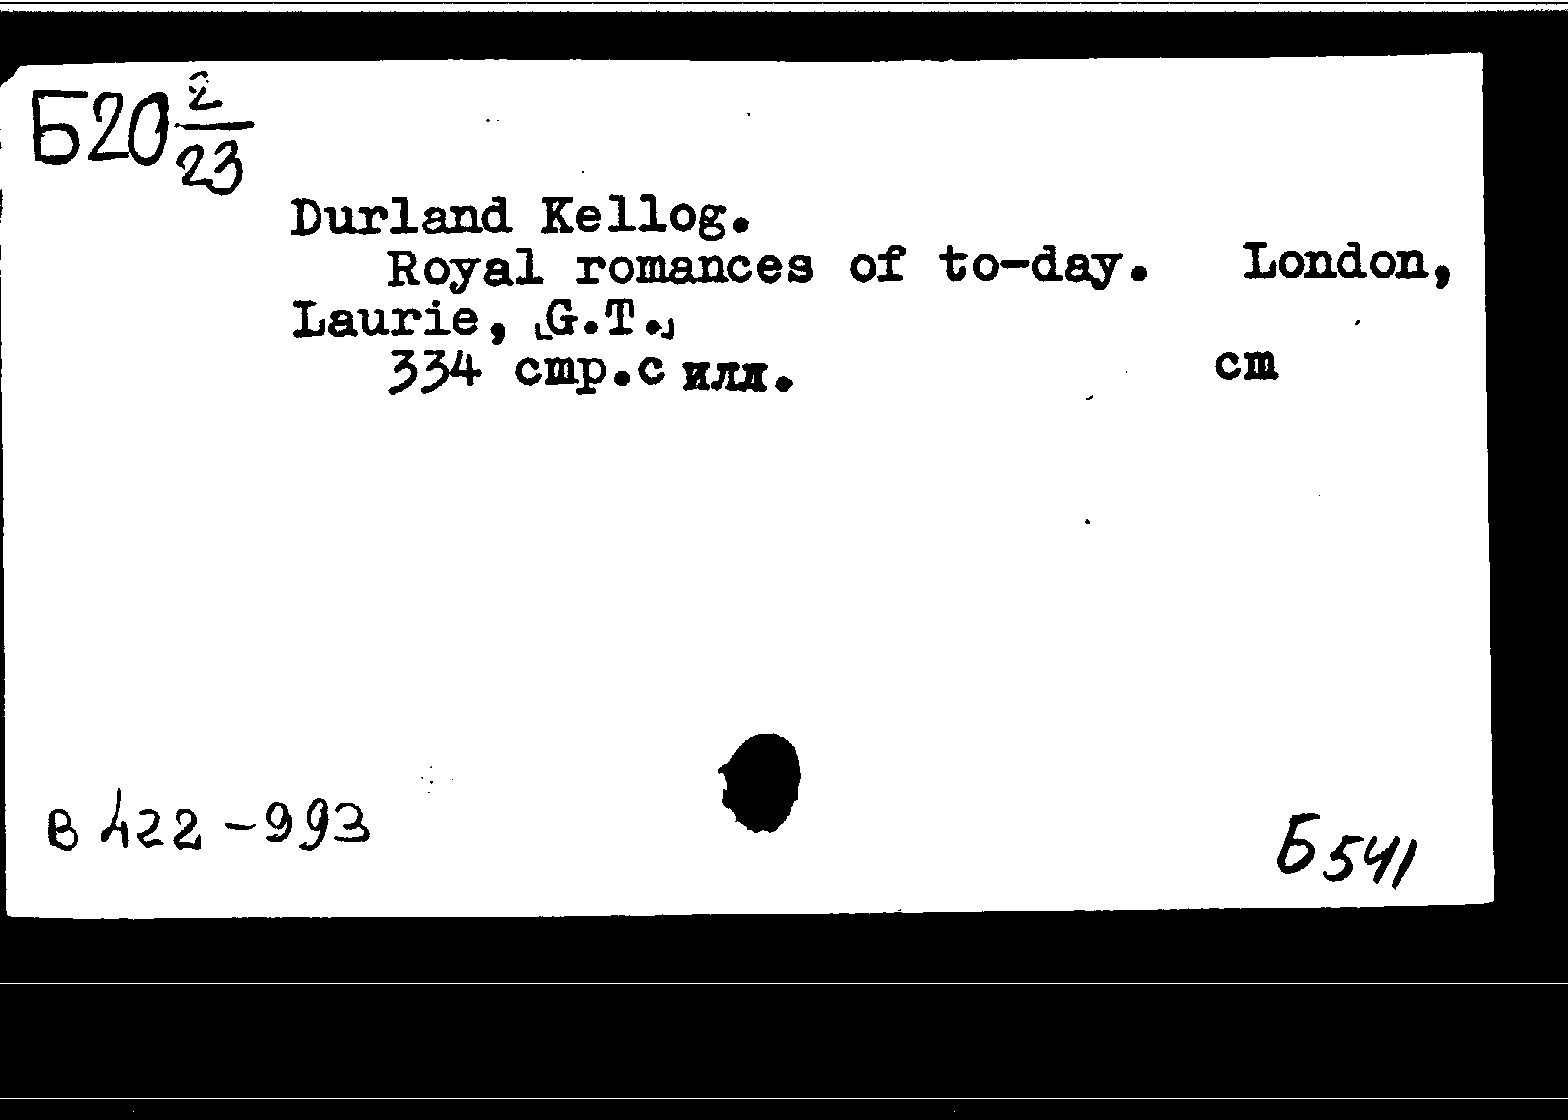 Б20 2/23
Durland Kellog.
Royal romances of to-day. London,
Laurie, [G.T.]
334 стр.с илл. cm
В 422-993
Б541